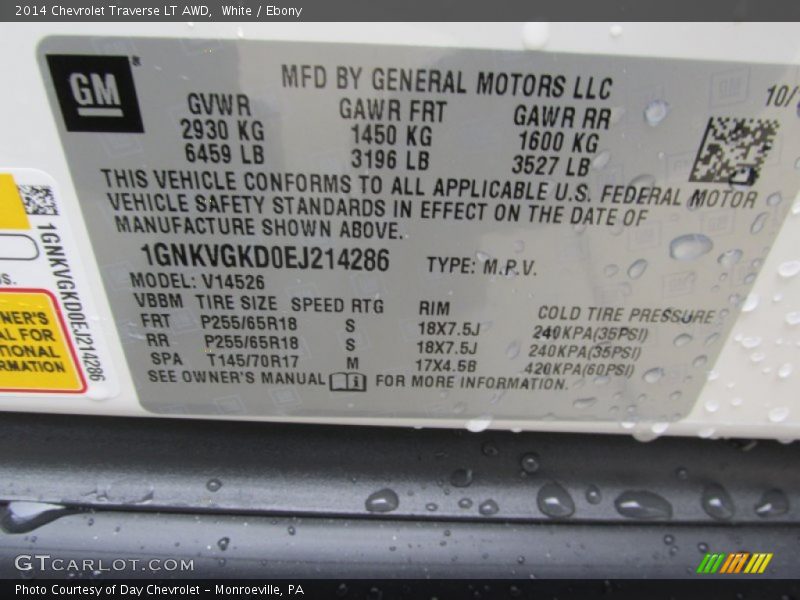 2014 Chevrolet Traverse LT AWD, White / Ebony
GM
MFD BY GENERAL MOTORS LLC
10/
GVWR GAWR FRT GAWR RR
2930 KG 1450 KG 1600 KG
6459 LB 3196 LB 3527 LB
THIS VEHICLE CONFORMS TO ALL APPLICABLE U.S. FEDERAL MOTOR
VEHICLE SAFETY STANDARDS IN EFFECT ON THE DATE OF
MANUFACTURE SHOWN ABOVE.
1GNKVGKD0EJ214286 TYPE: M.P.V.
MODEL: V14526
VBBM TIRE SIZE SPEED RTG RIM COLD TIRE PRESSURE
FRT P255/65R18 S 18X7.5J 240KPA(35PSI)
RR P255/65R18 S 18X7.5J 240KPA(35PSI)
SPA T145/70R17 M 17X4.5B 420KPA(60PSI)
SEE OWNER'S MANUAL FOR MORE INFORMATION.
1GNKVGKD0EJ214286
NER'S
AL FOR
TIONAL
RMATION
GTCARLOT.COM
Photo Courtesy of Day Chevrolet - Monroeville, PA